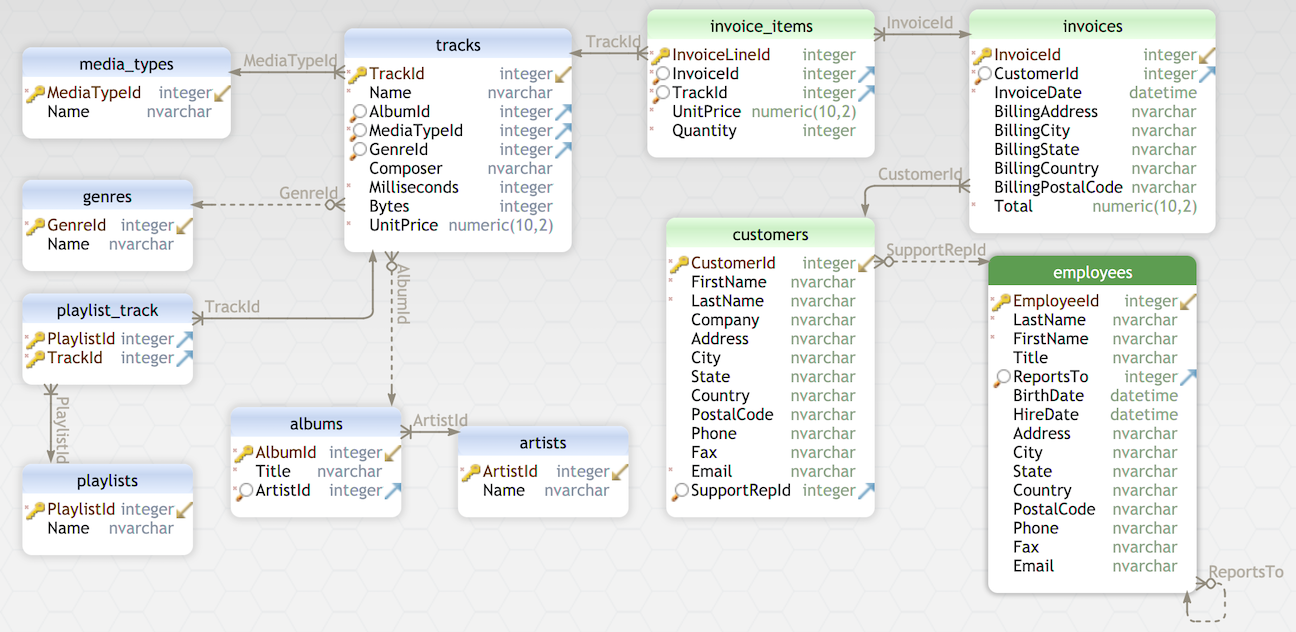 media_types
MediaTypeId integer
Name nvarchar
MediaTypeId
tracks
TrackId integer
Name nvarchar
AlbumId integer
MediaTypeId integer
GenreId integer
Composer nvarchar
Milliseconds integer
Bytes integer
UnitPrice numeric(10,2)
TrackId
invoice_items
InvoiceLineId integer
InvoiceId integer
TrackId integer
UnitPrice numeric(10,2)
Quantity integer
InvoiceId
invoices
InvoiceId integer
CustomerId integer
InvoiceDate datetime
BillingAddress nvarchar
BillingCity nvarchar
BillingState nvarchar
BillingCountry nvarchar
BillingPostalCode nvarchar
Total numeric(10,2)
genres
GenreId integer
Name nvarchar
GenreId
CustomerId
customers
CustomerId integer
FirstName nvarchar
LastName nvarchar
Company nvarchar
Address nvarchar
City nvarchar
State nvarchar
Country nvarchar
PostalCode nvarchar
Phone nvarchar
Fax nvarchar
Email nvarchar
SupportRepId integer
SupportRepId
employees
EmployeeId integer
LastName nvarchar
FirstName nvarchar
Title nvarchar
ReportsTo integer
BirthDate datetime
HireDate datetime
Address nvarchar
City nvarchar
State nvarchar
Country nvarchar
PostalCode nvarchar
Phone nvarchar
Fax nvarchar
Email nvarchar
ReportsTo
playlist_track
PlaylistId integer
TrackId integer
TrackId
AlbumId
PlaylistId
playlists
PlaylistId integer
Name nvarchar
albums
AlbumId integer
Title nvarchar
ArtistId integer
ArtistId
artists
ArtistId integer
Name nvarchar